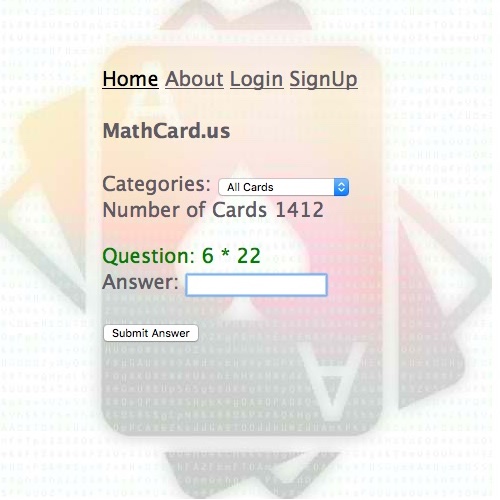 Home About Login SignUp
MathCard.us
Categories: All Cards
Number of Cards 1412
Question: 6 * 22
Answer:
Submit Answer
A
A